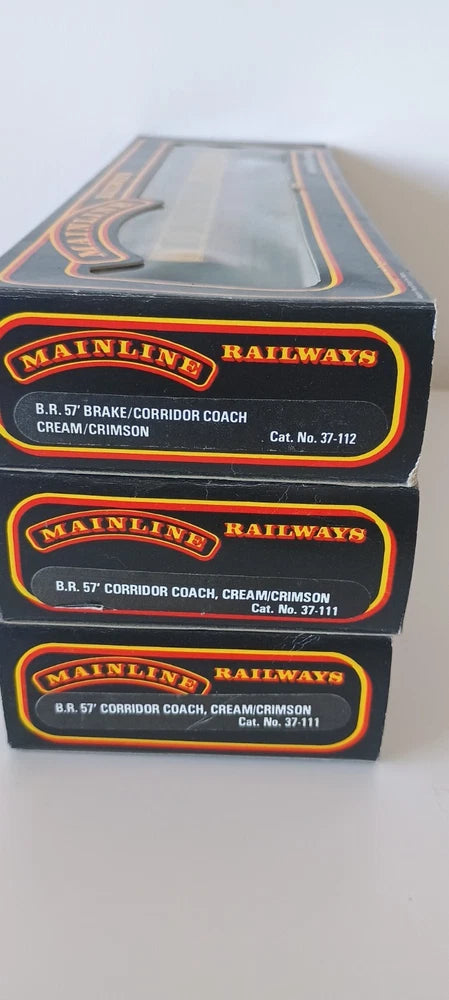 MAINLINE
MAINLINE RAILWAYS
B.R. 57' BRAKE/CORRIDOR COACH
CREAM/CRIMSON Cat. No. 37-112
MAINLINE RAILWAYS
B.R. 57' CORRIDOR COACH, CREAM/CRIMSON
Cat. No. 37-111
MAINLINE RAILWAYS
B.R. 57' CORRIDOR COACH, CREAM/CRIMSON
Cat. No. 37-111